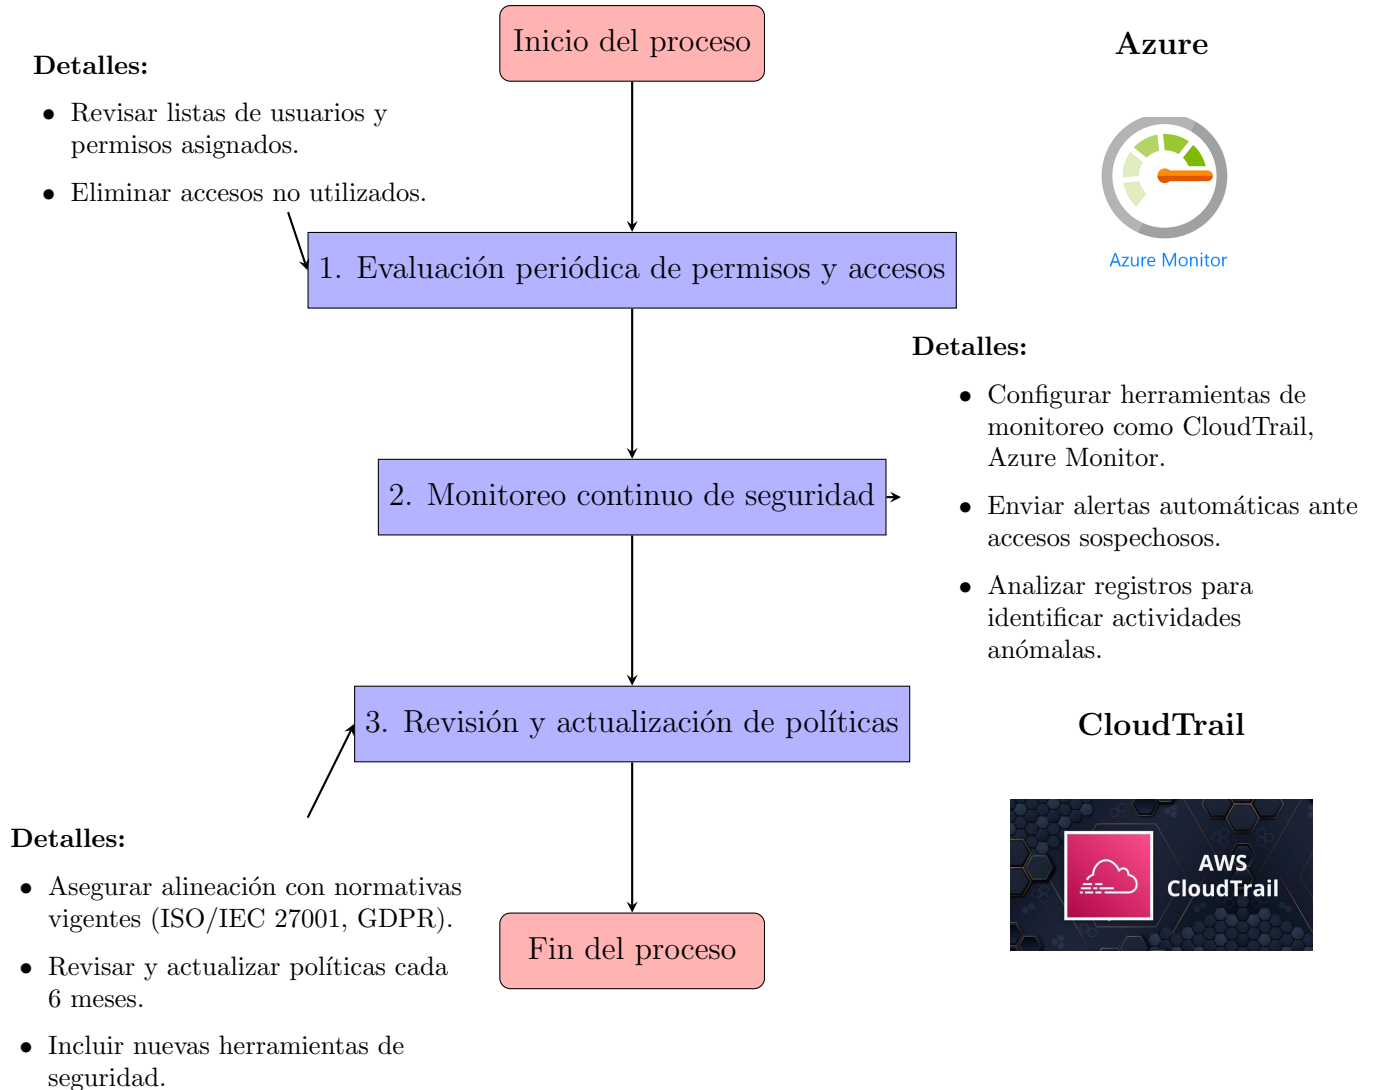 Inicio del proceso
Azure
Detalles:
• Revisar listas de usuarios y
permisos asignados.
• Eliminar accesos no utilizados.
Azure Monitor
1. Evaluación periódica de permisos y accesos
Detalles:
• Configurar herramientas de
monitoreo como CloudTrail,
Azure Monitor.
• Enviar alertas automáticas ante
accesos sospechosos.
• Analizar registros para
identificar actividades
anómalas.
2. Monitoreo continuo de seguridad
3. Revisión y actualización de políticas
CloudTrail
AWS
CloudTrail
Detalles:
• Asegurar alineación con normativas
vigentes (ISO/IEC 27001, GDPR).
• Revisar y actualizar políticas cada
6 meses.
• Incluir nuevas herramientas de
seguridad.
Fin del proceso